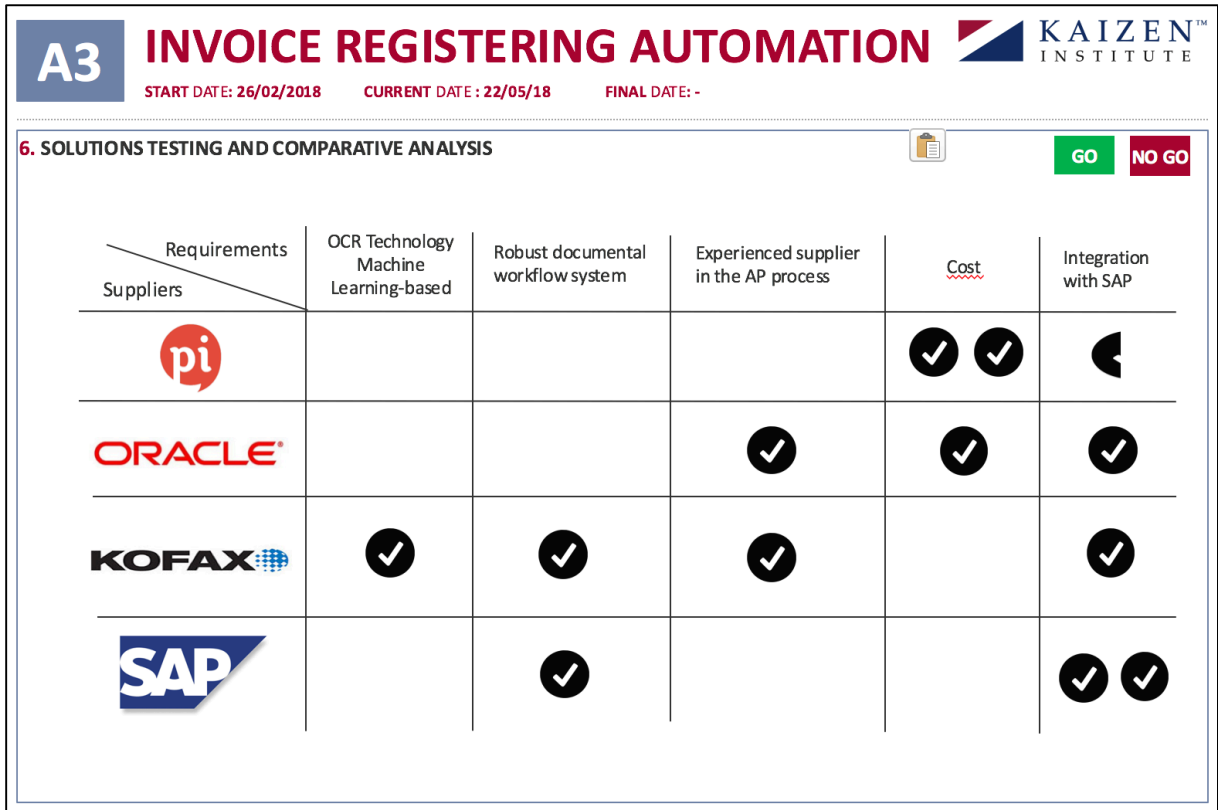 A3
INVOICE REGISTERING AUTOMATION
KAIZEN™
INSTITUTE
START DATE: 26/02/2018 CURRENT DATE : 22/05/18 FINAL DATE: -
6. SOLUTIONS TESTING AND COMPARATIVE ANALYSIS
GO
NO GO
Requirements
Suppliers
OCR Technology
Machine
Learning-based
Robust documental
workflow system
Experienced supplier
in the AP process
Cost
Integration
with SAP
pi
ORACLE®
KOFAX
SAP